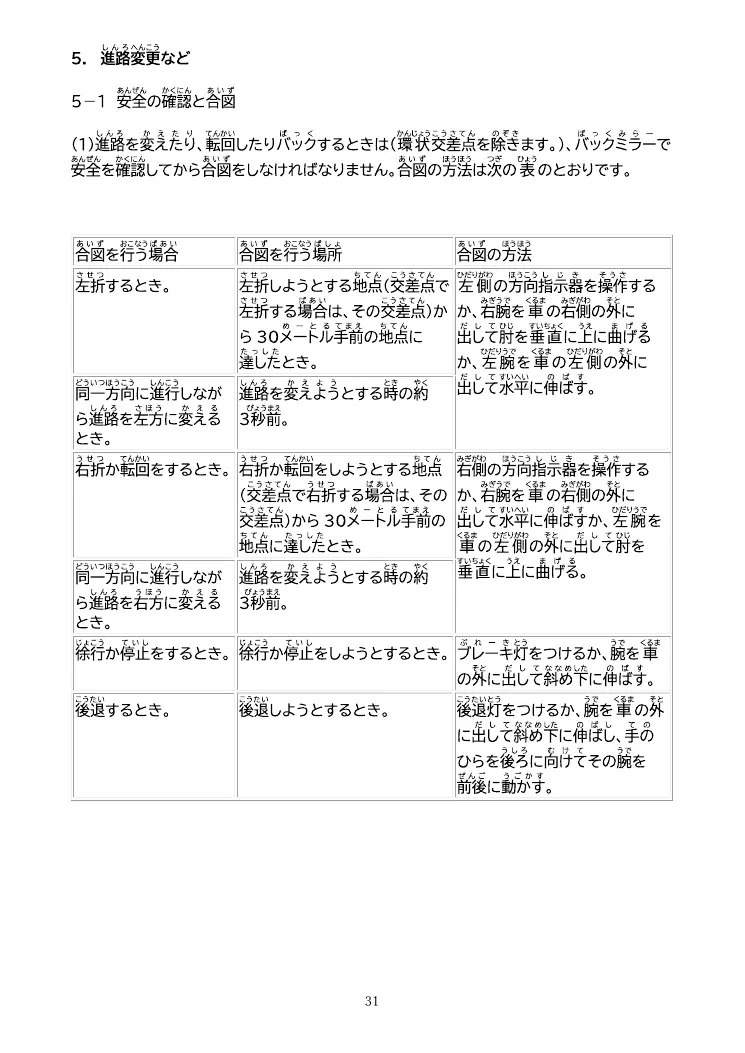 5. 進路変更など
5－1 安全の確認と合図
(1)進路を変えたり、転回したりバックするときは(環状交差点を除きます。)、バックミラーで
安全を確認してから合図をしなければなりません。合図の方法は次の表のとおりです。
合図を行う場合
合図を行う場所
合図の方法
左折するとき。
左折しようとする地点(交差点で
左折する場合は、その交差点)か
ら30メートル手前の地点に
達したとき。
左側の方向指示器を操作する
か、右腕を車の右側の外に
出して肘を垂直に上に曲げる
か、左腕を車の左側の外に
出して水平に伸ばす。
同一方向に進行しなが
ら進路を左方に変える
とき。
進路を変えようとする時の約
3秒前。
右折か転回をするとき。
右折か転回をしようとする地点
(交差点で右折する場合は、その
交差点)から30メートル手前の
地点に達したとき。
右側の方向指示器を操作する
か、右腕を車の右側の外に
出して水平に伸ばすか、左腕を
車の左側の外に出して肘を
垂直に上に曲げる。
同一方向に進行しなが
ら進路を右方に変える
とき。
進路を変えようとする時の約
3秒前。
徐行か停止をするとき。
徐行か停止をしようとするとき。
ブレーキ灯をつけるか、腕を車
の外に出して斜め下に伸ばす。
後退するとき。
後退しようとするとき。
後退灯をつけるか、腕を車の外
に出して斜め下に伸ばし、手の
ひらを後ろに向けてその腕を
前後に動かす。
31